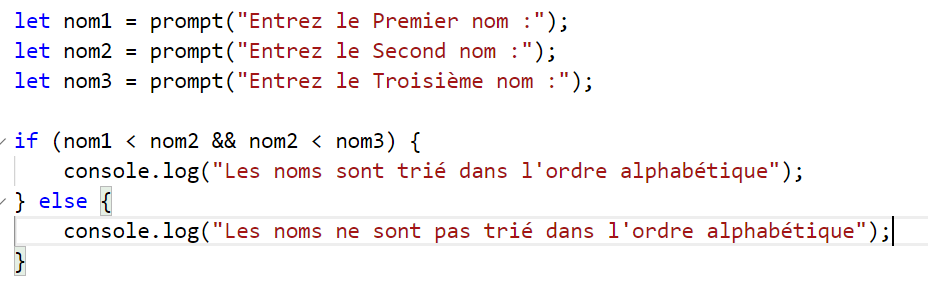 let nom1 = prompt("Entrez le Premier nom :");
let nom2 = prompt("Entrez le Second nom :");
let nom3 = prompt("Entrez le Troisième nom :");
if (nom1 < nom2 && nom2 < nom3) {
console.log("Les noms sont trié dans l'ordre alphabétique");
} else {
console.log("Les noms ne sont pas trié dans l'ordre alphabétique");
}